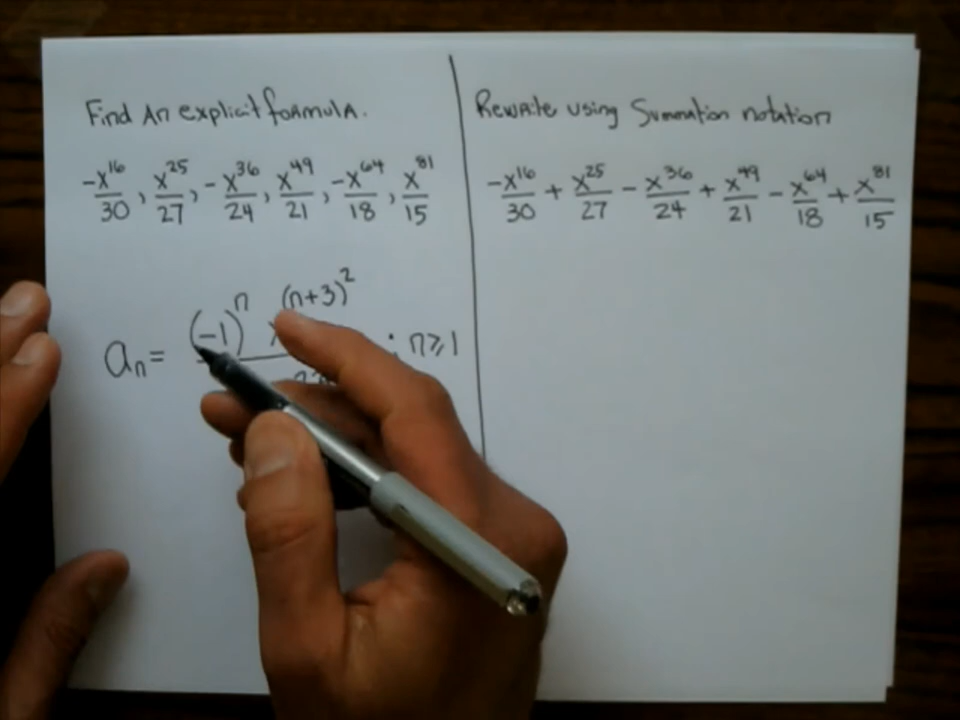 Find An explicit formula.
-x^16/30, x^25/27, -x^36/24, x^49/21, -x^64/18, x^81/15
a_n = (-1)^n (n+3)^2 ; n≥1
Rewrite using Summation notation
-x^16/30 + x^25/27 - x^36/24 + x^49/21 - x^64/18 + x^81/15